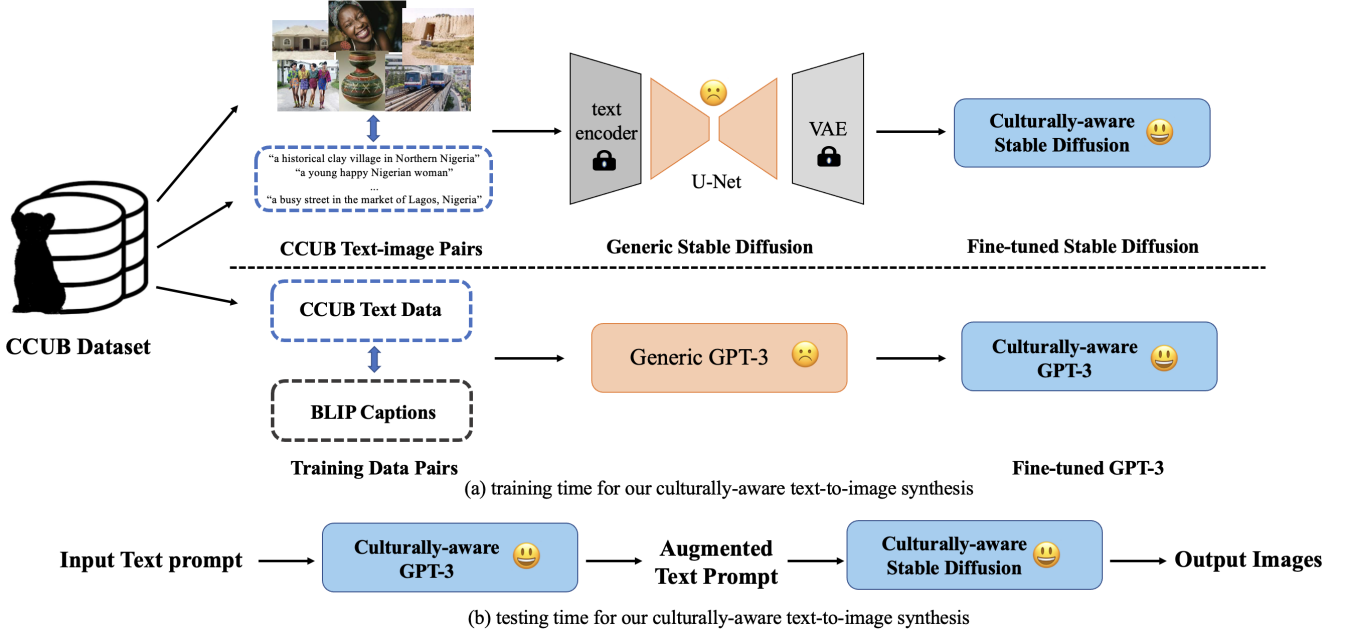 “a historical clay village in Northern Nigeria”
“a young happy Nigerian woman”
...
“a busy street in the market of Lagos, Nigeria”
CCUB Text-image Pairs
text
encoder
U-Net
VAE
Generic Stable Diffusion
Culturally-aware
Stable Diffusion
Fine-tuned Stable Diffusion
CCUB Dataset
CCUB Text Data
BLIP Captions
Training Data Pairs
Generic GPT-3
Culturally-aware
GPT-3
Fine-tuned GPT-3
(a) training time for our culturally-aware text-to-image synthesis
Input Text prompt
Culturally-aware
GPT-3
Augmented
Text Prompt
Culturally-aware
Stable Diffusion
Output Images
(b) testing time for our culturally-aware text-to-image synthesis